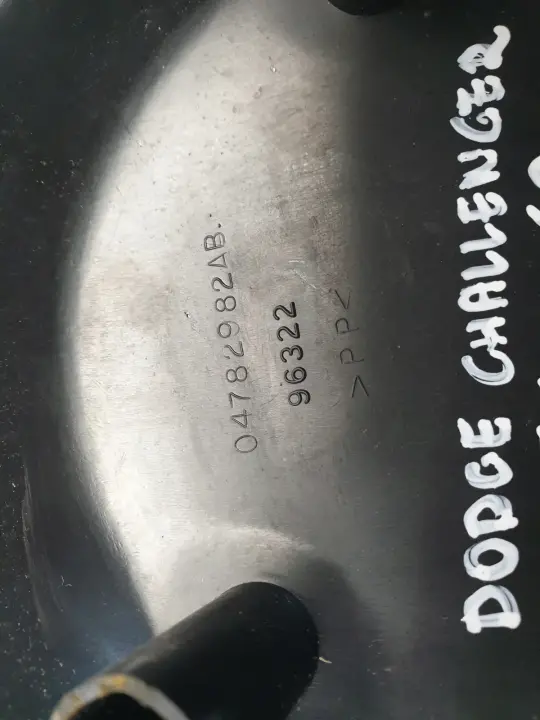 04782982AB.
96322
>PP<
DODGE CHALLENGER